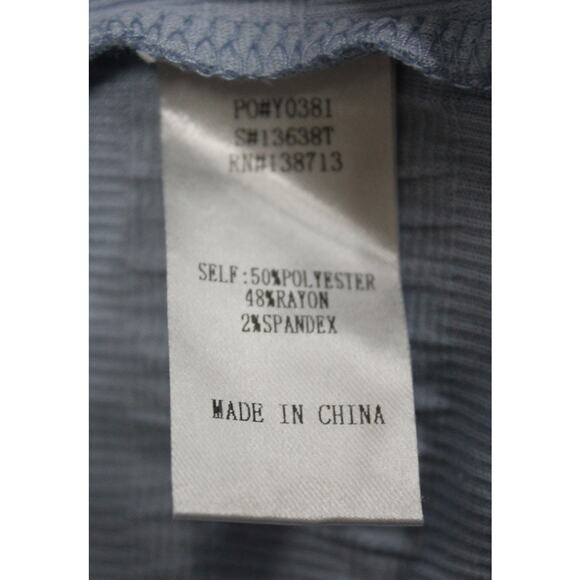 PO#Y0381
S#13638T
RN#138713
SELF:50%POLYESTER
48%RAYON
2%SPANDEX
MADE IN CHINA